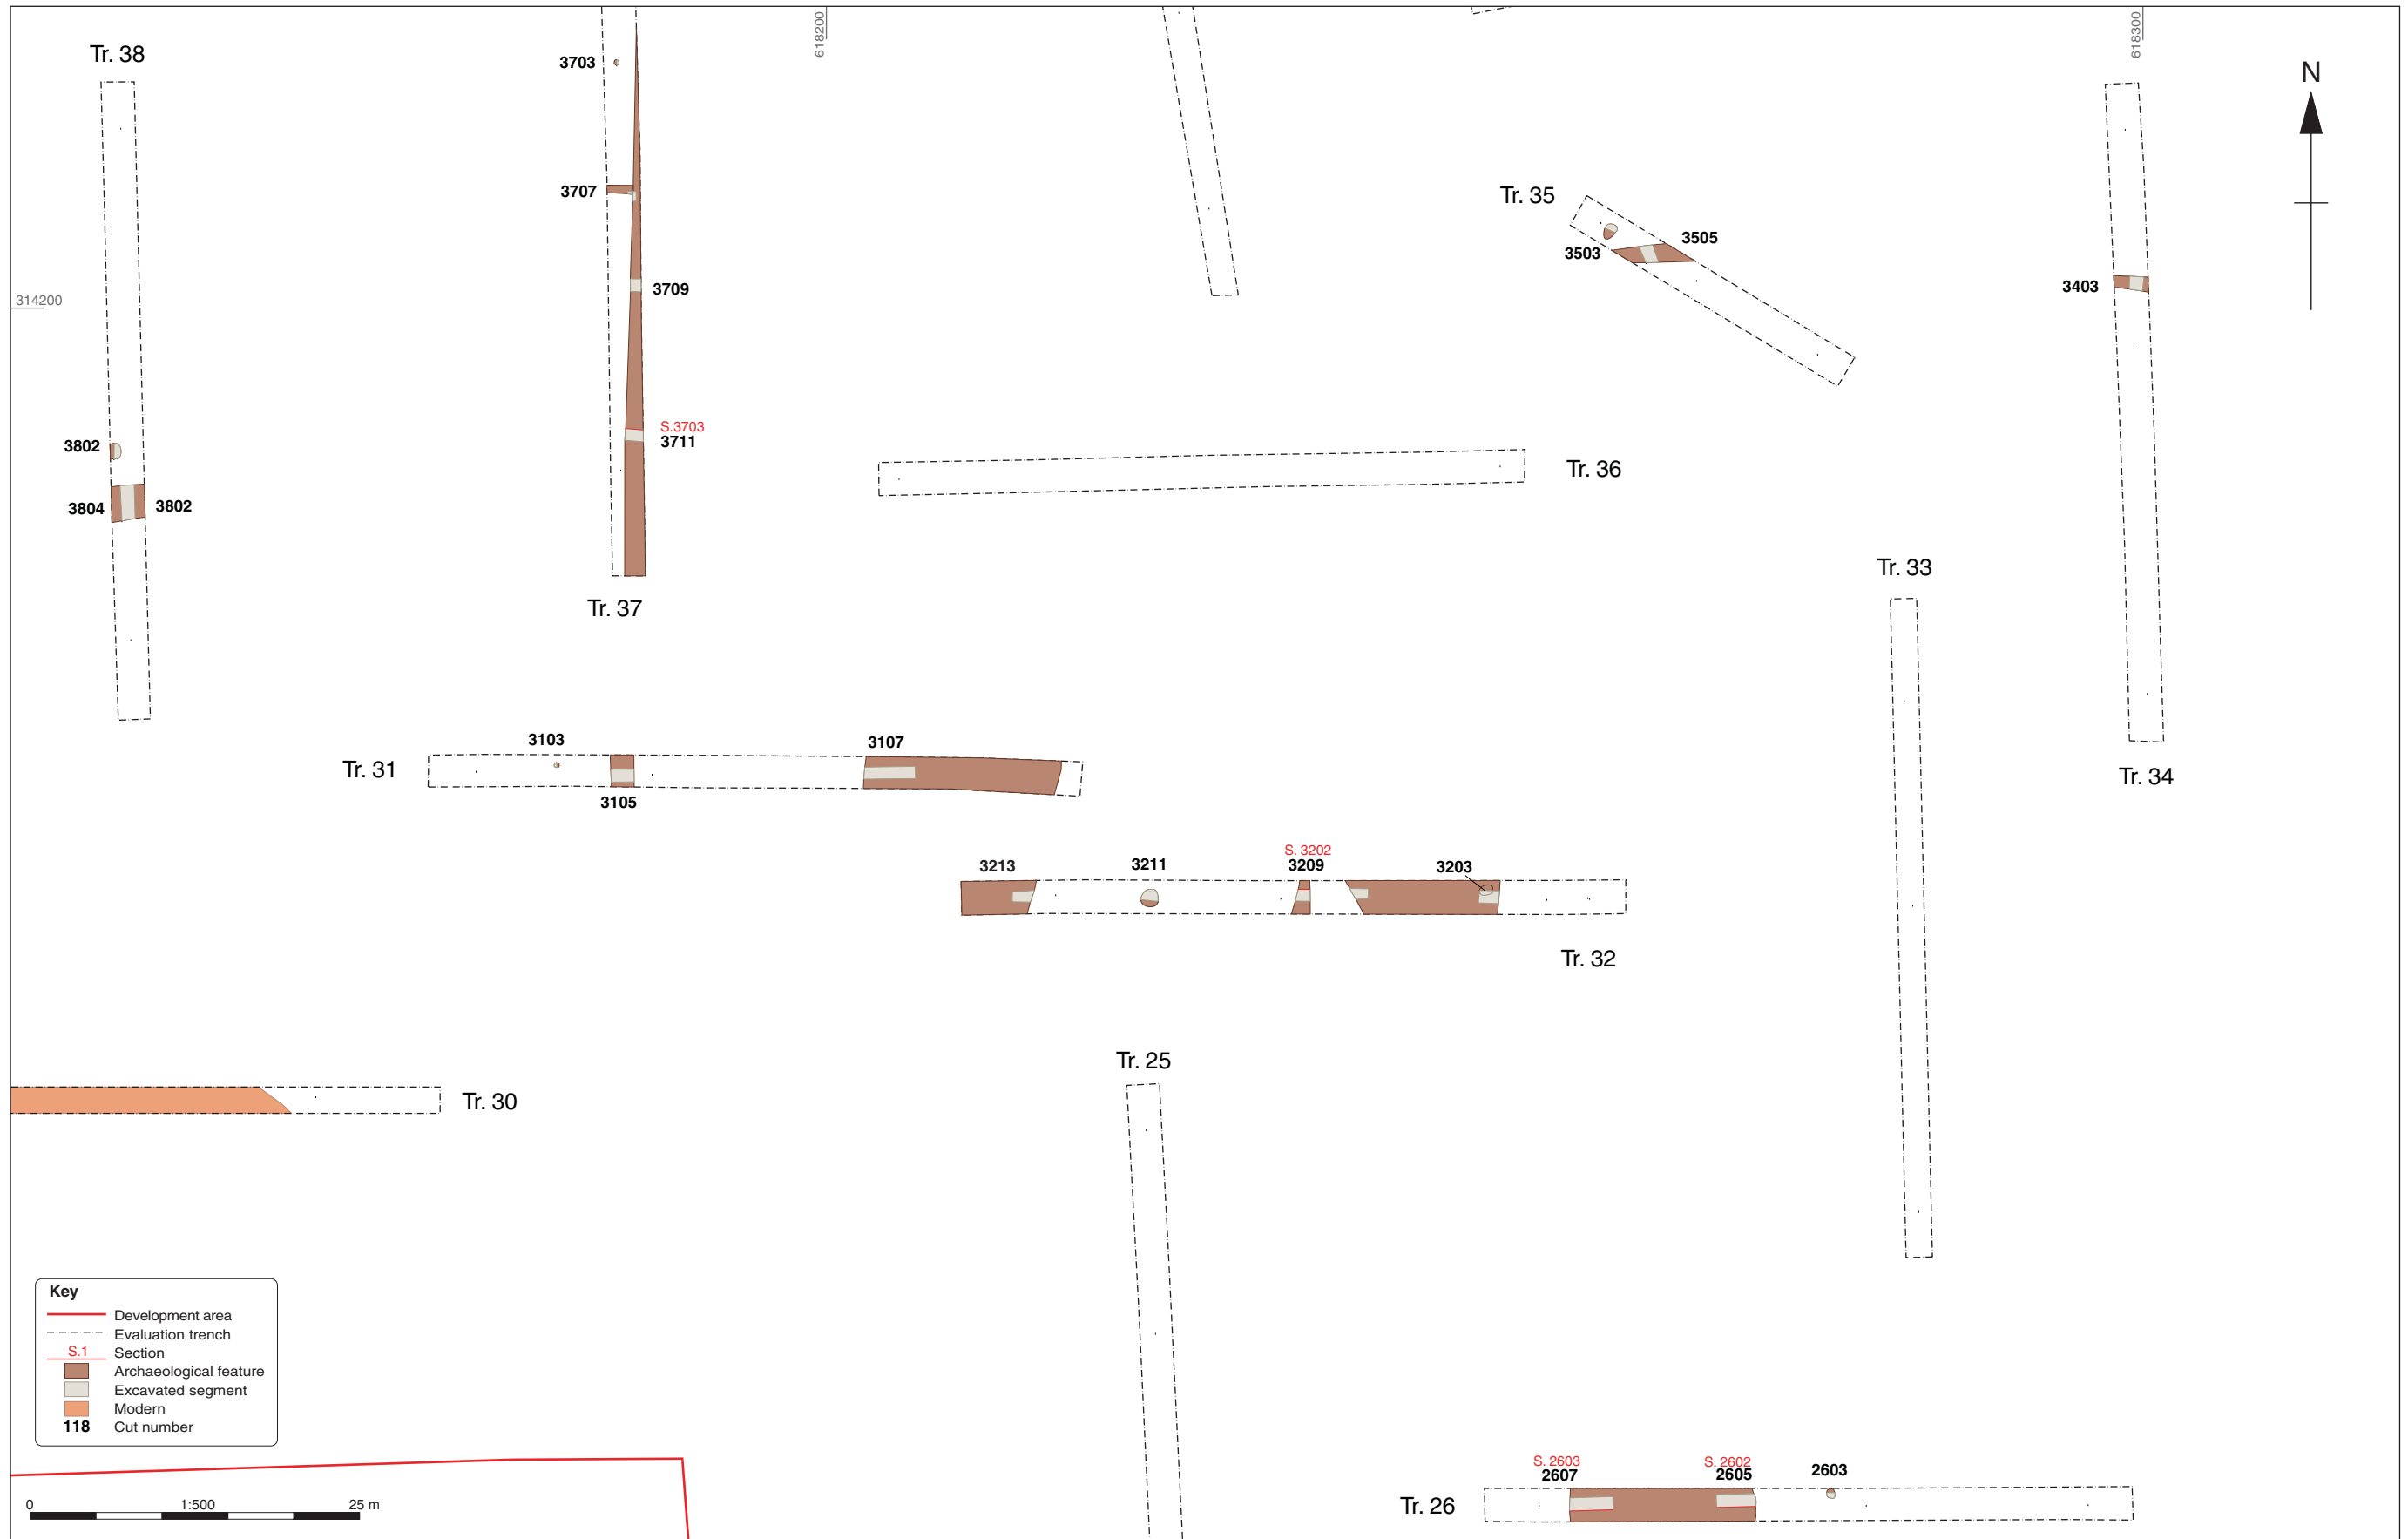 618200
618300
Tr. 38
3703
N
3707
Tr. 35
3505
3503
3709
3403
314200
S.3703
3711
3802
Tr. 36
3804
3802
Tr. 33
Tr. 37
3103
3107
Tr. 31
Tr. 34
3105
S. 3202
3213
3211
3209
3203
Tr. 32
Tr. 25
Tr. 30
Key
Development area
Evaluation trench
S.1 Section
Archaeological feature
Excavated segment
Modern
118 Cut number
S. 2603
S. 2602
2607
2605
2603
Tr. 26
0 1:500 25 m